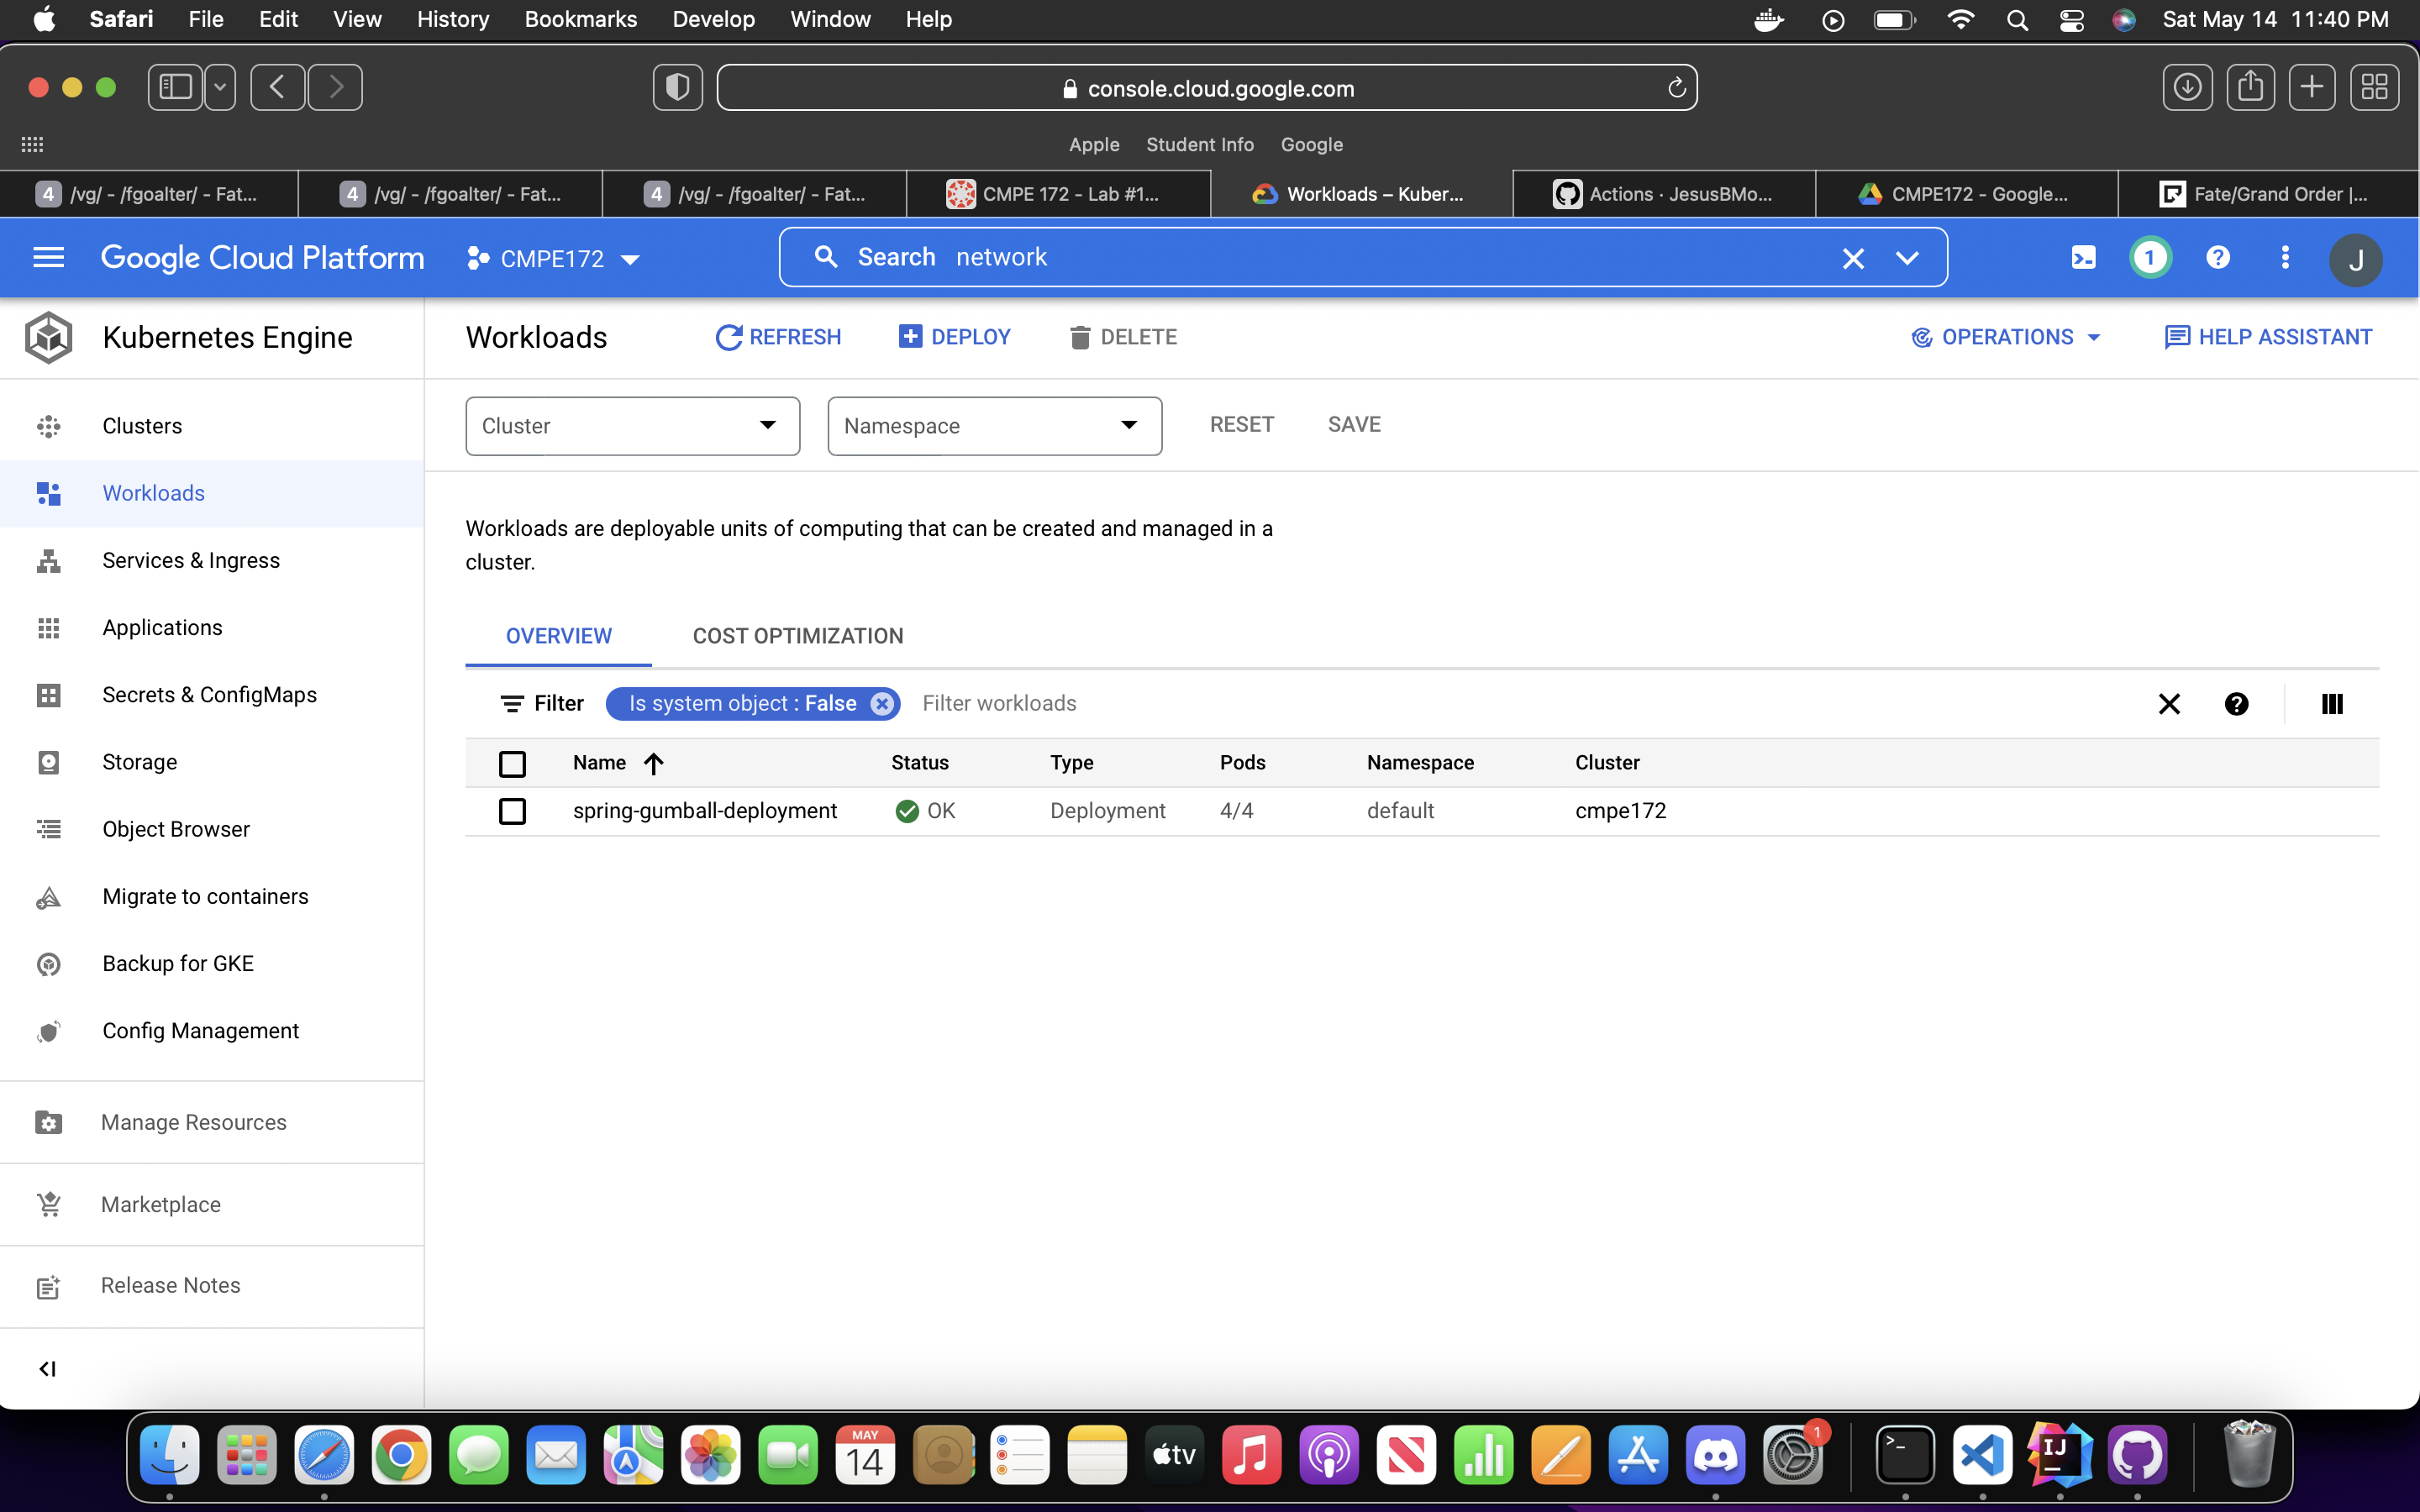 Safari File Edit View History Bookmarks Develop Window Help Sat May 14 11:40 PM
console.cloud.google.com
Apple Student Info Google
4 /vg/ - /fgoalter/ - Fat... 4 /vg/ - /fgoalter/ - Fat... 4 /vg/ - /fgoalter/ - Fat... CMPE 172 - Lab #1... Workloads – Kuber... Actions · JesusBMo... CMPE172 - Google... Fate/Grand Order |...
Google Cloud Platform CMPE172 Search network 1 J
Kubernetes Engine
Workloads REFRESH DEPLOY DELETE OPERATIONS HELP ASSISTANT
Clusters
Workloads
Services & Ingress
Applications
Secrets & ConfigMaps
Storage
Object Browser
Migrate to containers
Backup for GKE
Config Management
Manage Resources
Marketplace
Release Notes
Cluster Namespace RESET SAVE
Workloads are deployable units of computing that can be created and managed in a
cluster.
OVERVIEW COST OPTIMIZATION
Filter Is system object : False Filter workloads
Name Status Type Pods Namespace Cluster
spring-gumball-deployment OK Deployment 4/4 default cmpe172
MAY
14
tv
1
IJ